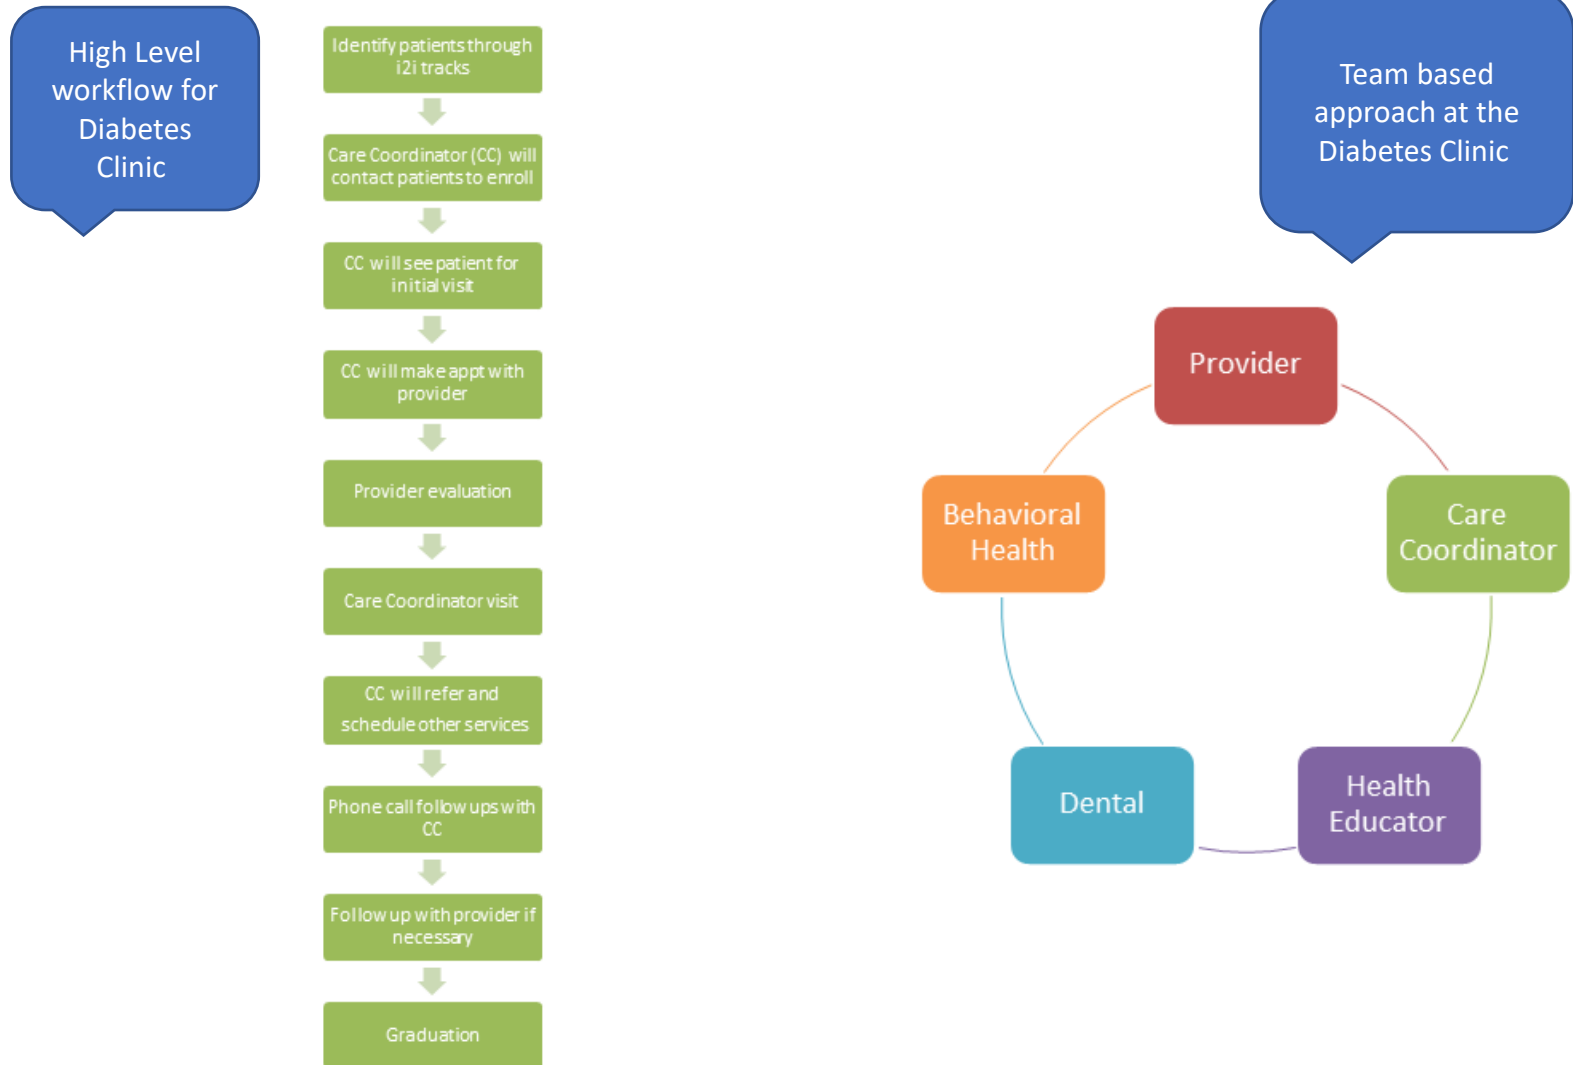 High Level
workflow for
Diabetes
Clinic
Identify patients through
i2i tracks
Care Coordinator (CC) will
contact patients to enroll
CC will see patient for
initial visit
CC will make appt with
provider
Provider evaluation
Care Coordinator visit
CC will refer and
schedule other services
Phone call follow ups with
CC
Follow up with provider if
necessary
Graduation
Team based
approach at the
Diabetes Clinic
Provider
Care
Coordinator
Health
Educator
Dental
Behavioral
Health